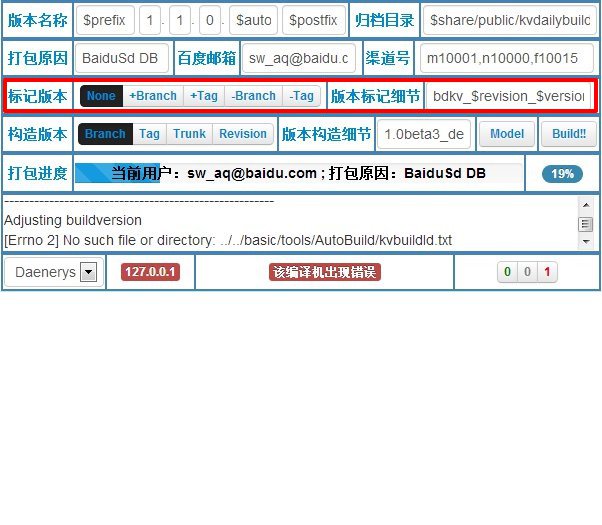 版本名称 $prefix 1 . 1 . 0 . $auto $postfix 归档目录 $share/public/kvdailybuild
打包原因 BaiduSd DB 百度邮箱 sw_aq@baidu.c 渠道号 m10001,n10000,f10015
标记版本 None +Branch +Tag -Branch -Tag 版本标记细节 bdkv_$revision_$version
构造版本 Branch Tag Trunk Revision 版本构造细节 1.0beta3_de Model Build!!
打包进度 当前用户：sw_aq@baidu.com ; 打包原因：BaiduSd DB 19%
------------------------------------------------------
Adjusting buildversion
[Errno 2] No such file or directory: ../../basic/tools/AutoBuild/kvbuildid.txt
Daenerys 127.0.0.1 该编译机出现错误 0 0 1